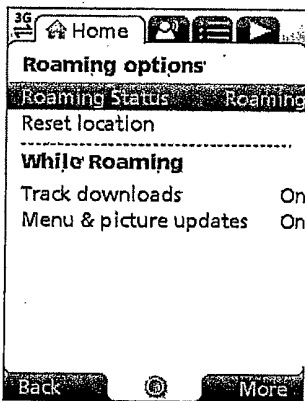 3G
Home
Roaming options
Roaming Status Roaming
Reset location
While Roaming
Track downloads On
Menu & picture updates On
Back More